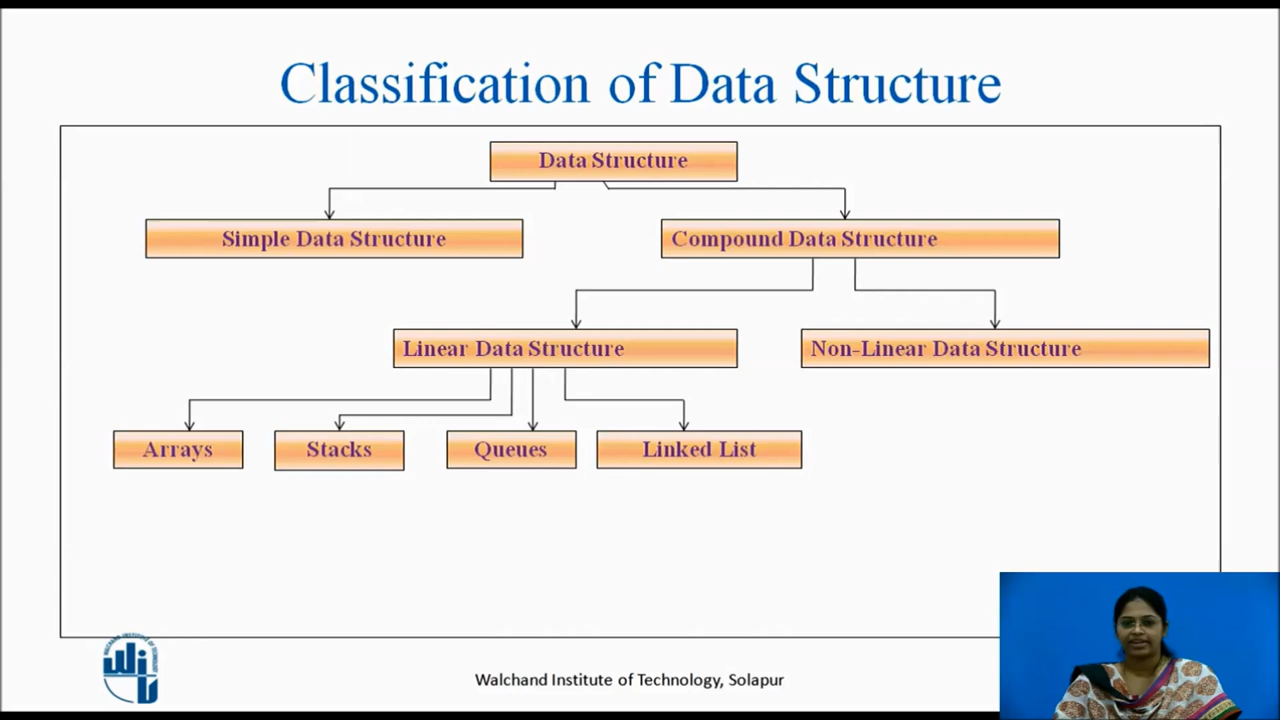 Classification of Data Structure
Data Structure
Simple Data Structure
Compound Data Structure
Linear Data Structure
Non-Linear Data Structure
Arrays
Stacks
Queues
Linked List
Walchand Institute of Technology, Solapur